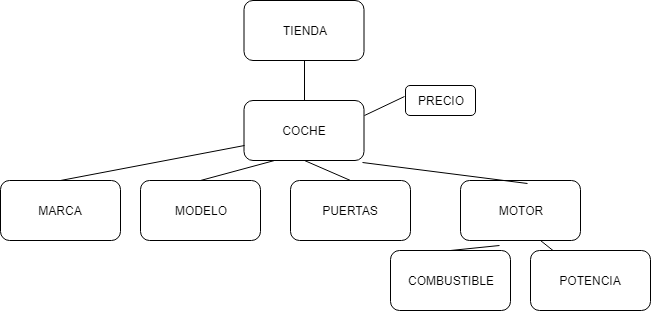 TIENDA
PRECIO
COCHE
MARCA
MODELO
PUERTAS
MOTOR
COMBUSTIBLE
POTENCIA